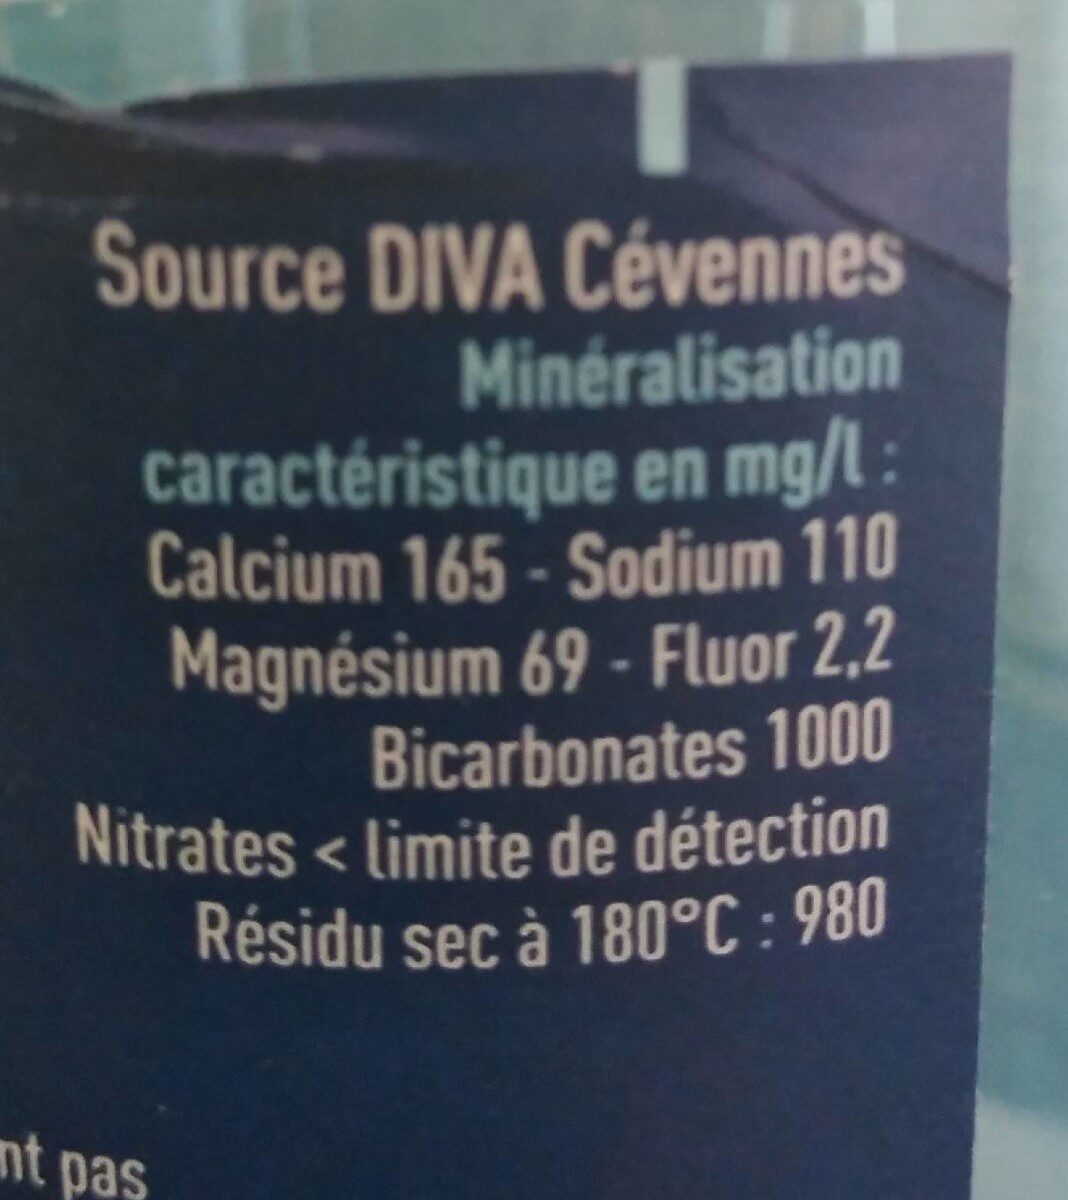 Source DIVA Cévennes
Minéralisation
caractéristique en mg/l :
Calcium 165 - Sodium 110
Magnésium 69 - Fluor 2,2
Bicarbonates 1000
Nitrates < limite de détection
Résidu sec à 180°C : 980
nt pas